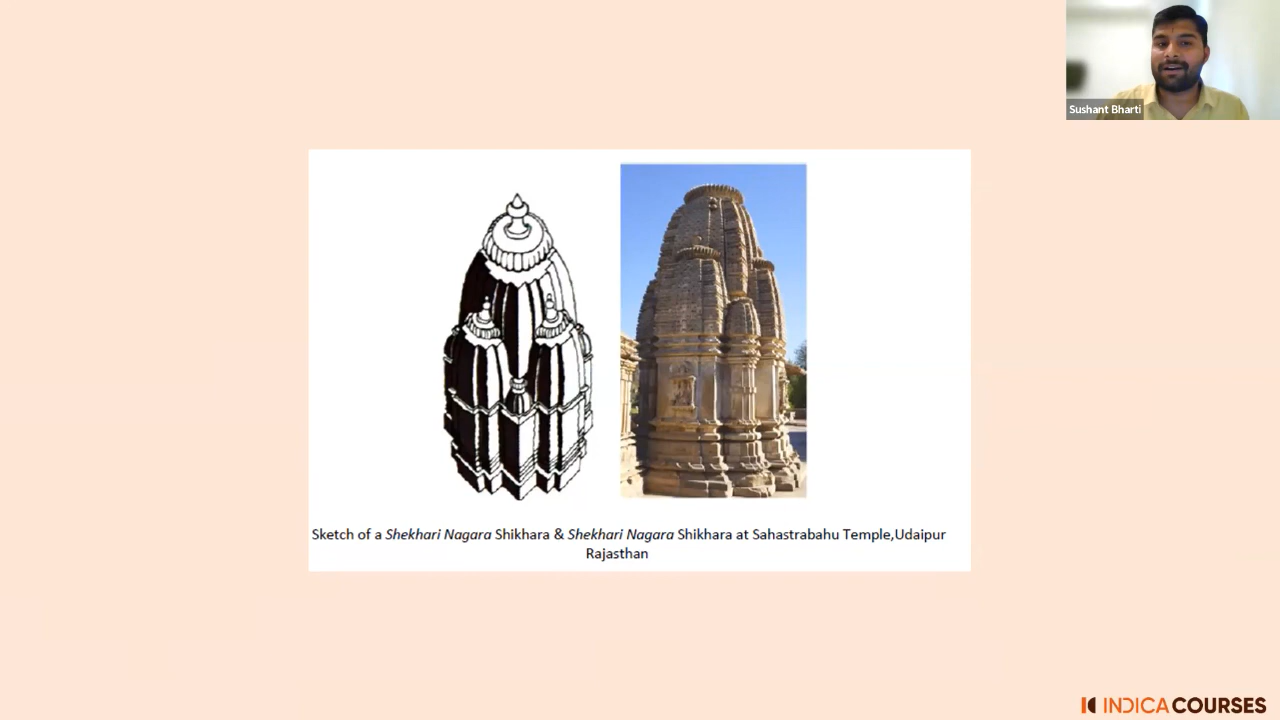 Sushant Bharti
Sketch of a Shekhari Nagara Shikhara & Shekhari Nagara Shikhara at Sahastrabahu Temple,Udaipur
Rajasthan
INDICA COURSES